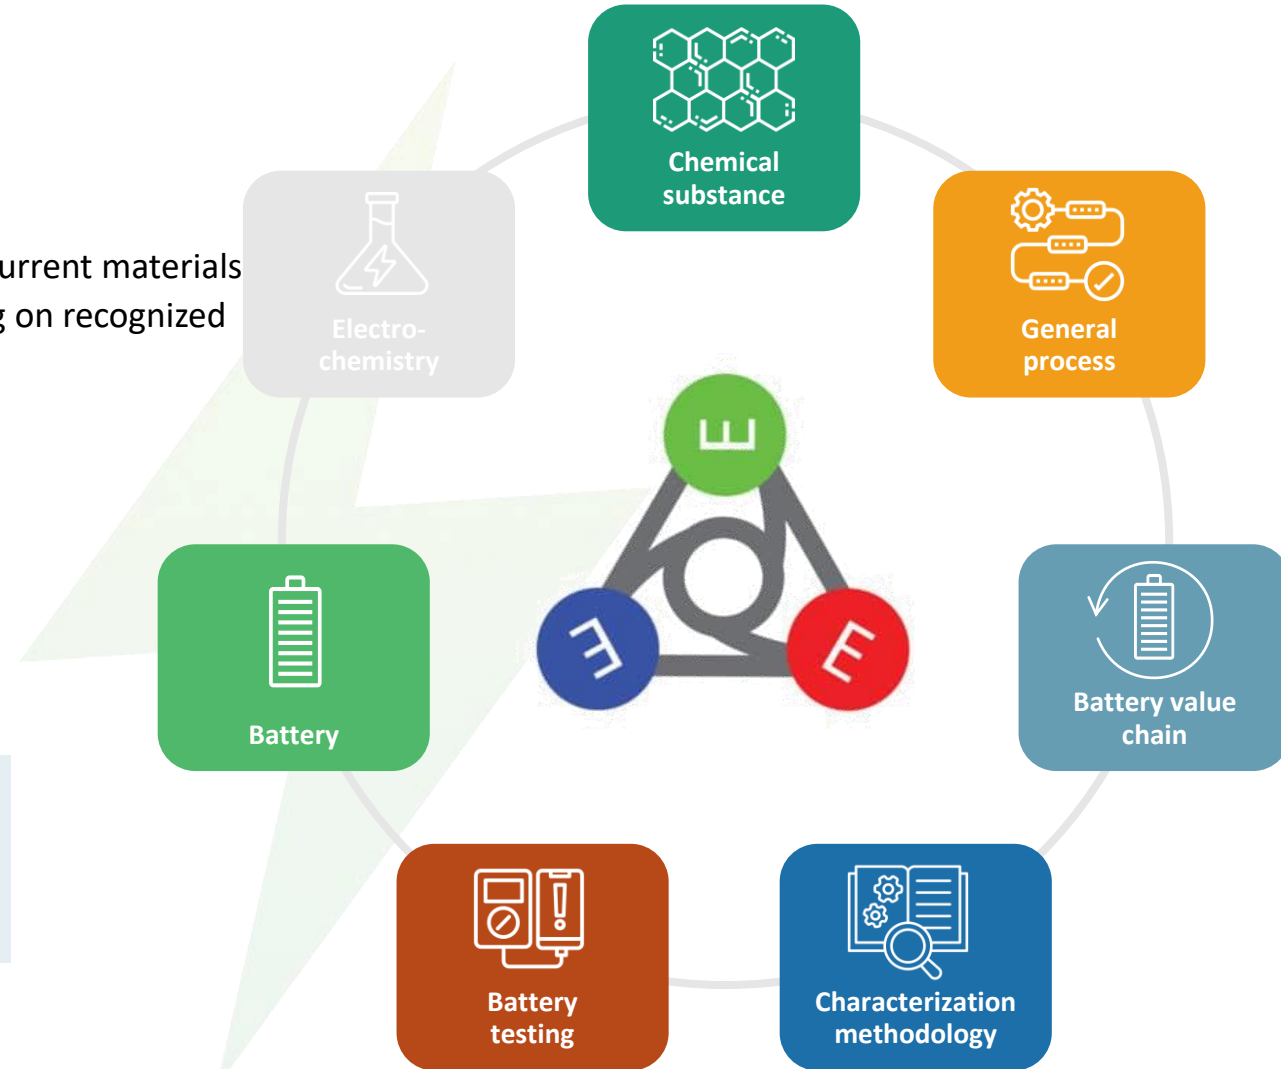 Chemical
substance
General
process
Battery value
chain
Characterization
methodology
Battery
testing
Battery
Electro-
chemistry
urrent materials
g on recognized
E
E
E